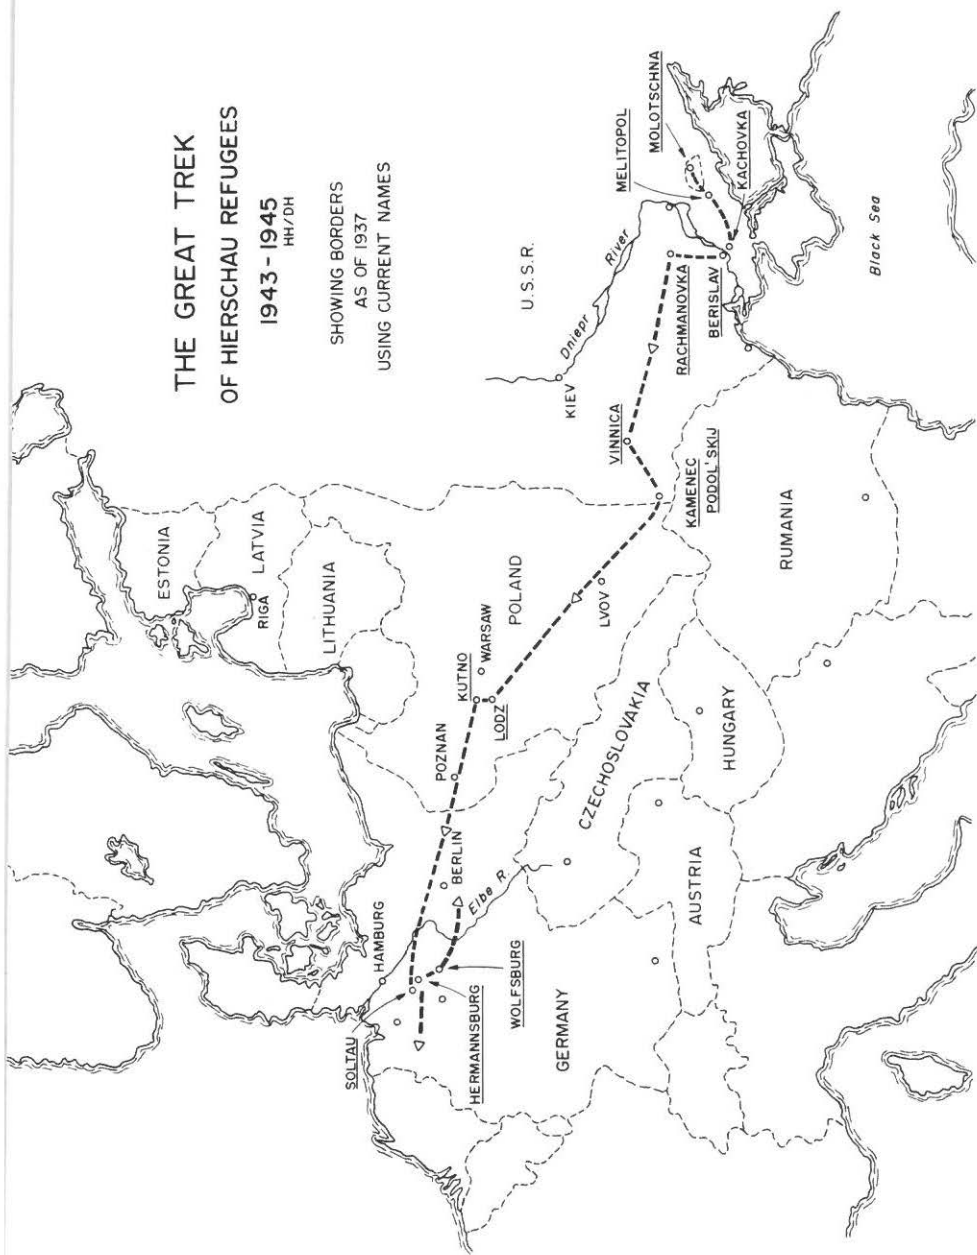 THE GREAT TREK
OF HIERSCHAU REFUGEES
1943 - 1945
HH/DH
SHOWING BORDERS
AS OF 1937
USING CURRENT NAMES
ESTONIA
LATVIA
RIGA
LITHUANIA
U.S.S.R.
Dniepr River
KIEV
MELITOPOL
MOLOTSCHNA
KACHOVKA
BERISLAV
RACHMANOVKA
Black Sea
VINNICA
KAMENEC
PODOL'SKIJ
RUMANIA
POLAND
LVOV
WARSAW
KUTNO
LODZ
POZNAN
CZECHOSLOVAKIA
HUNGARY
AUSTRIA
BERLIN
Elbe R.
HAMBURG
SOLTAU
HERMANNSBURG
WOLFSBURG
GERMANY